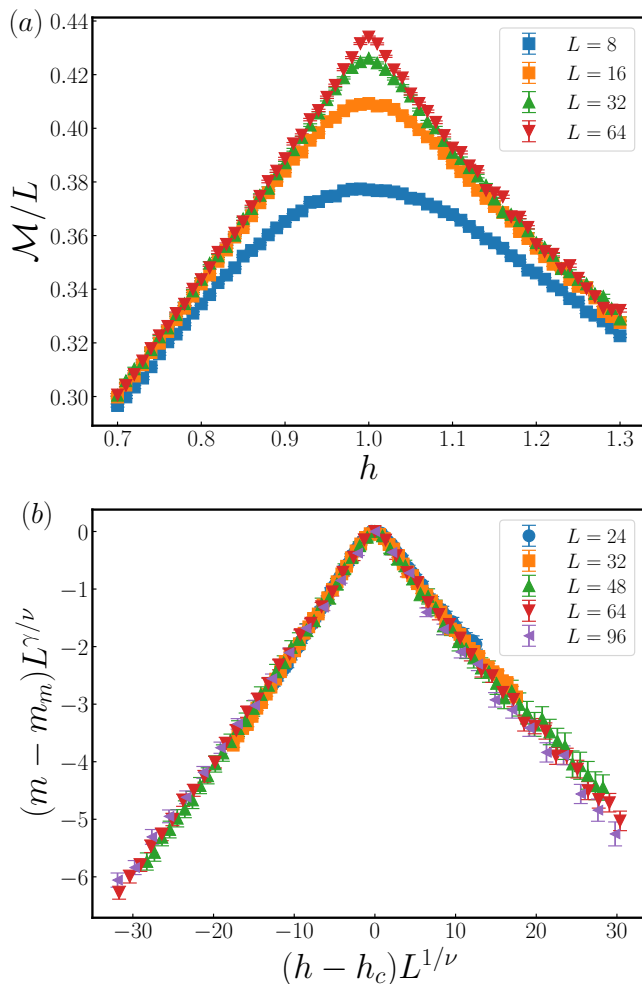 (a)
0.44
0.42
0.40
0.38
0.36
0.34
0.32
0.30
M/L
L = 8
L = 16
L = 32
L = 64
0.7 0.8 0.9 1.0 1.1 1.2 1.3
h
(b)
0
−1
−2
−3
−4
−5
−6
(m − m_m)L^{γ/ν}
L = 24
L = 32
L = 48
L = 64
L = 96
−30 −20 −10 0 10 20 30
(h − h_c)L^{1/ν}